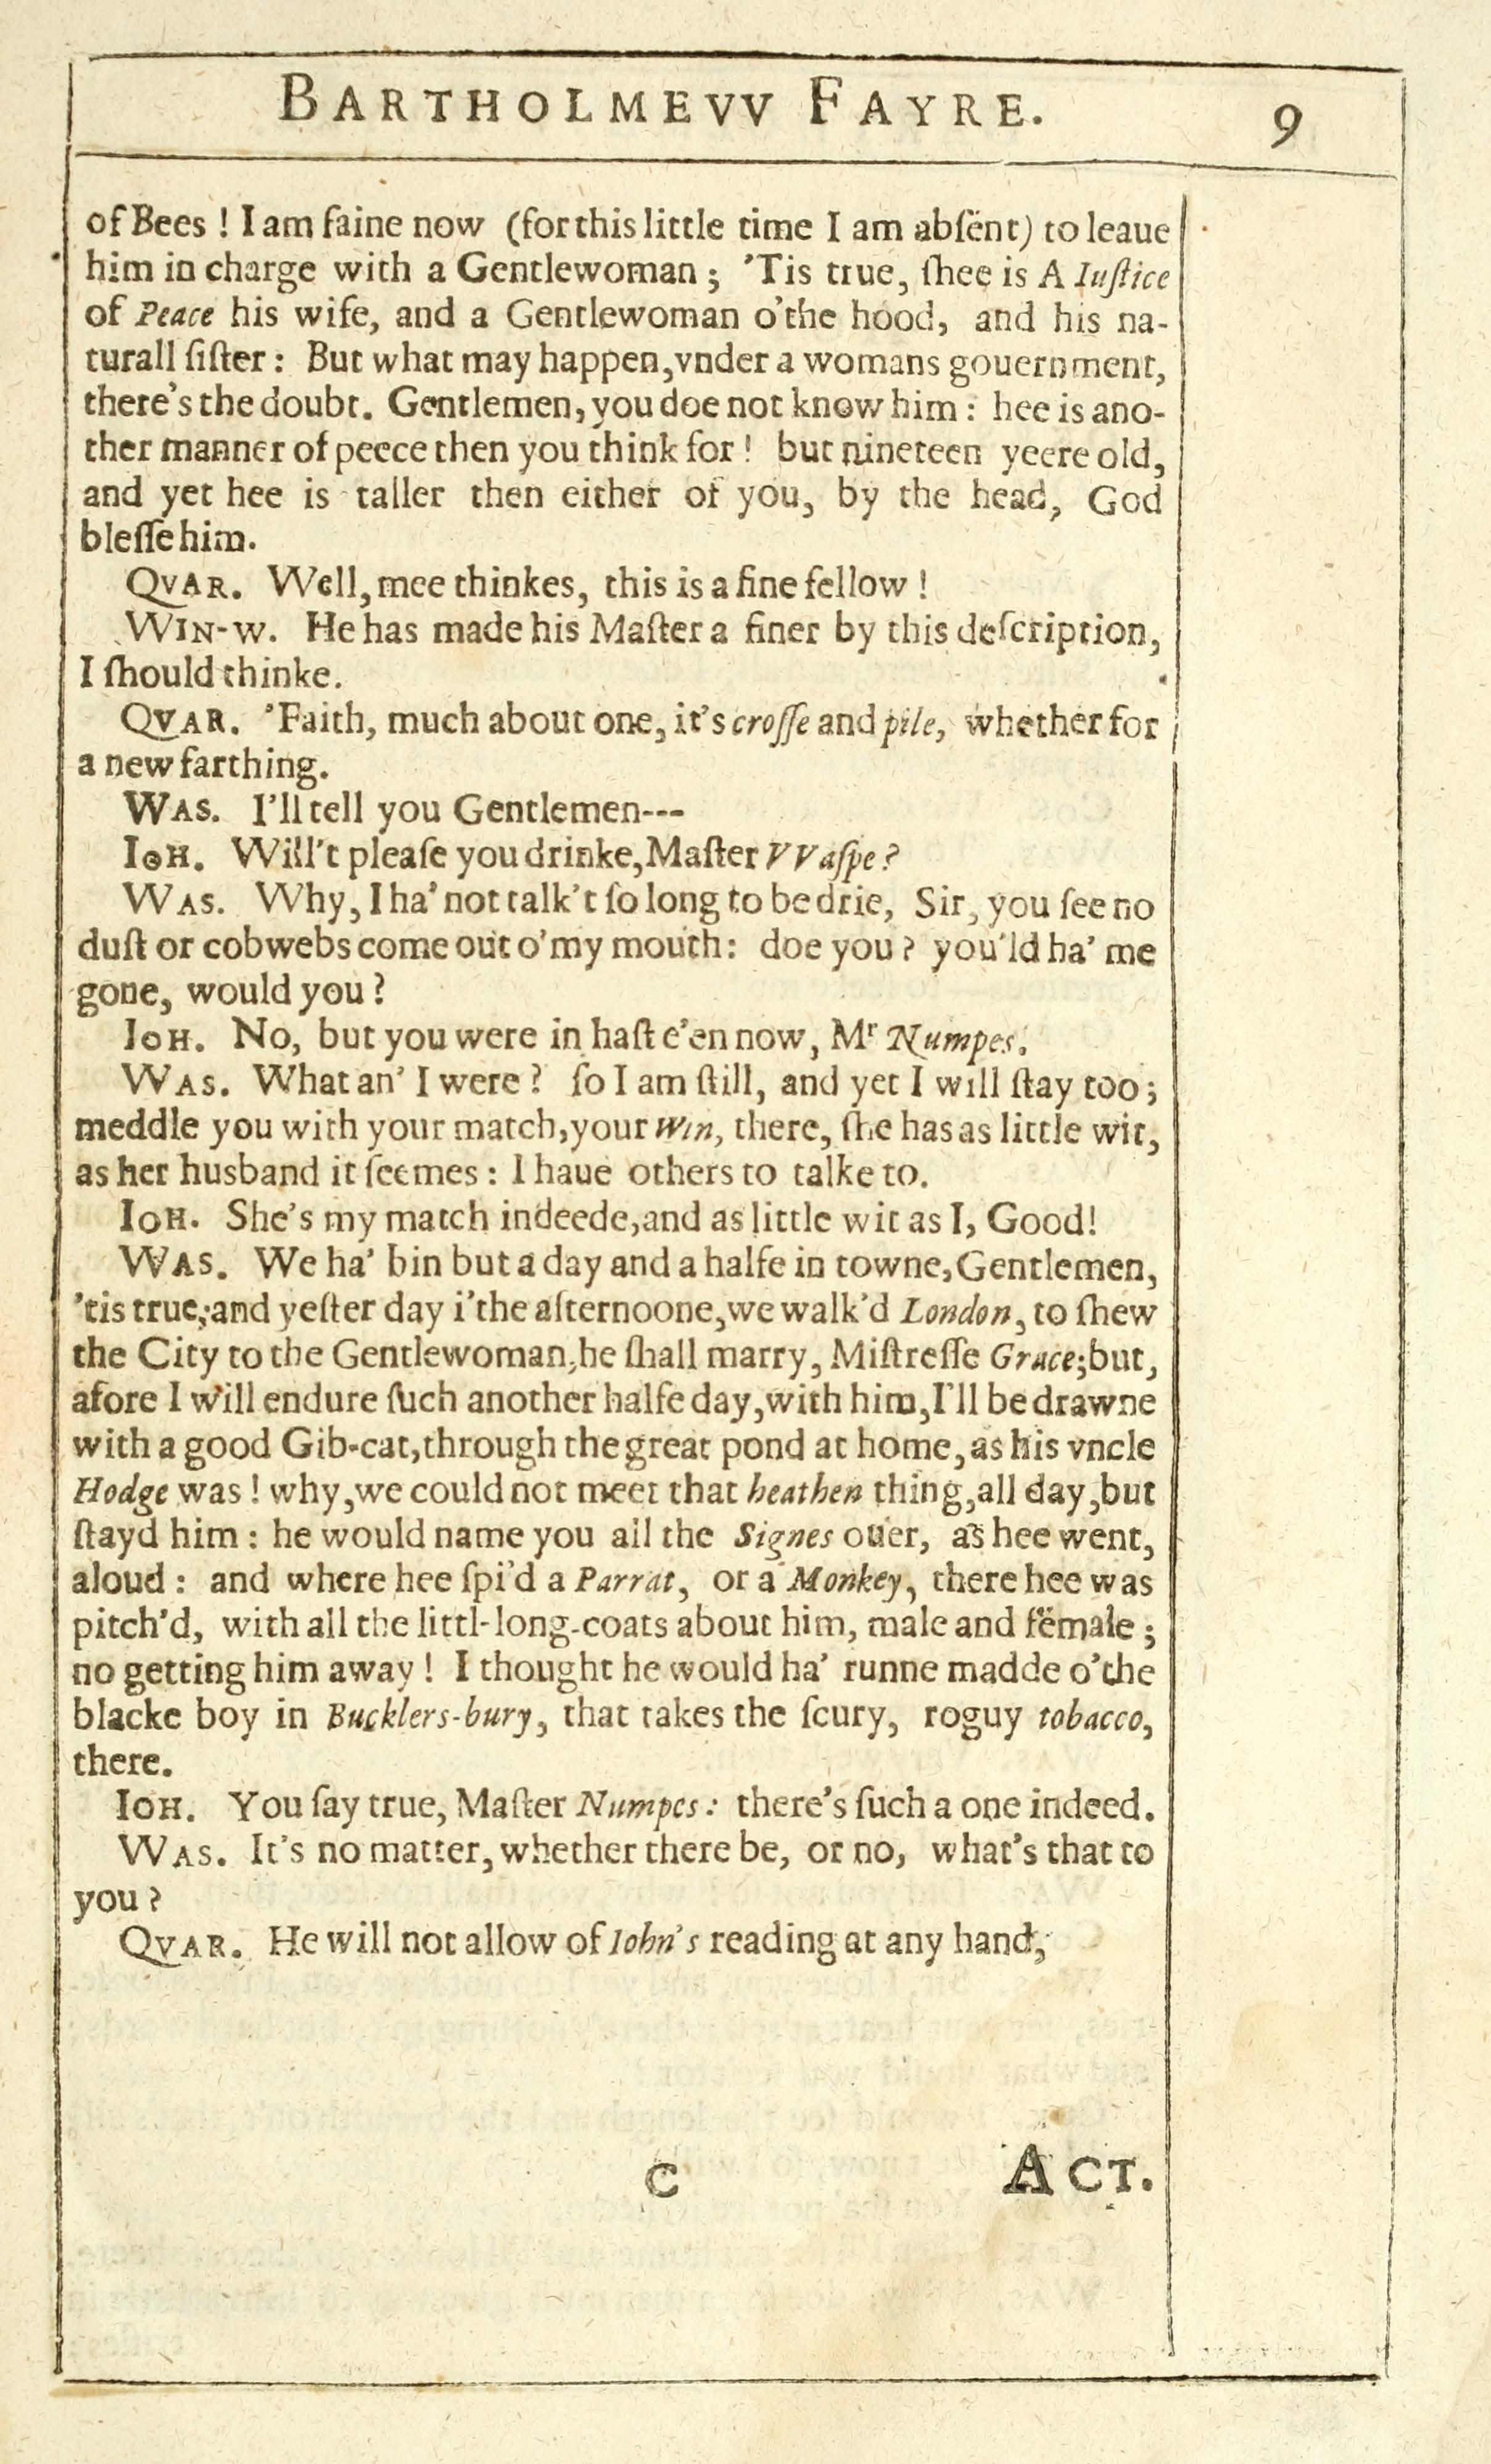 BARTHOLMEVV FAYRE. 9
of Bees ! I am faine now (for this little time I am abſent) to leaue
him in charge with a Gentlewoman ; 'Tis true, ſhee is A Iuſtice
of Peace his wife, and a Gentlewoman o'the hood, and his na-
turall ſiſter : But what may happen, vnder a womans gouernment,
there's the doubt. Gentlemen, you doe not know him : hee is ano-
ther manner of peece then you think for ! but nineteen yeere old,
and yet hee is taller then either of you, by the head, God
bleſſe him.
QVAR. Well, mee thinkes, this is a fine fellow !
WIN-W. He has made his Maſter a finer by this deſcription,
I ſhould thinke.
QVAR. 'Faith, much about one, it's croſſe and pile, whether for
a new farthing.
WAS. I'll tell you Gentlemen---
IOH. Will't pleaſe you drinke, Maſter VVaſpe ?
WAS. Why, I ha' not talk't ſo long to be drie, Sir, you ſee no
duſt or cobwebs come out o'my mouth : doe you ? you'ld ha' me
gone, would you ?
IOH. No, but you were in haſt e'en now, Mr Numpes.
WAS. What an' I were ? ſo I am ſtill, and yet I will ſtay too ;
meddle you with your match, your Win, there, ſhe has as little wit,
as her husband it ſeemes : I haue others to talke to.
IOH. She's my match indeede, and as little wit as I, Good!
WAS. We ha' bin but a day and a halfe in towne, Gentlemen,
'tis true; and yeſter day i'the afternoone, we walk'd London, to ſhew
the City to the Gentlewoman, he ſhall marry, Miſtreſſe Grace; but,
afore I will endure ſuch another halfe day, with him, I'll be drawne
with a good Gib-cat, through the great pond at home, as his vncle
Hodge was ! why, we could not meet that heathen thing, all day, but
ſtayd him : he would name you all the Signes ouer, as hee went,
aloud : and where hee ſpi'd a Parrat, or a Monkey, there hee was
pitch'd, with all the littl-long-coats about him, male and female ;
no getting him away ! I thought he would ha' runne madde o'the
blacke boy in Bucklers-bury, that takes the ſcury, roguy tobacco,
there.
IOH. You ſay true, Maſter Numpes : there's ſuch a one indeed.
WAS. It's no matter, whether there be, or no, what's that to
you ?
QVAR. He will not allow of Iohn's reading at any hand,
C ACT.